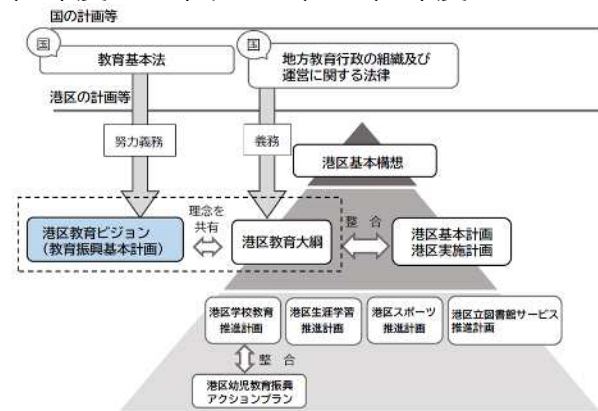 国の計画等
国
教育基本法
国
地方教育行政の組織及び
運営に関する法律
港区の計画等
努力義務
義務
港区基本構想
港区教育ビジョン
（教育振興基本計画）
理念を
共有
港区教育大綱
整 合
港区基本計画
港区実施計画
港区学校教育
推進計画
港区生涯学習
推進計画
港区スポーツ
推進計画
港区立図書館サービス
推進計画
整 合
港区幼児教育振興
アクションプラン